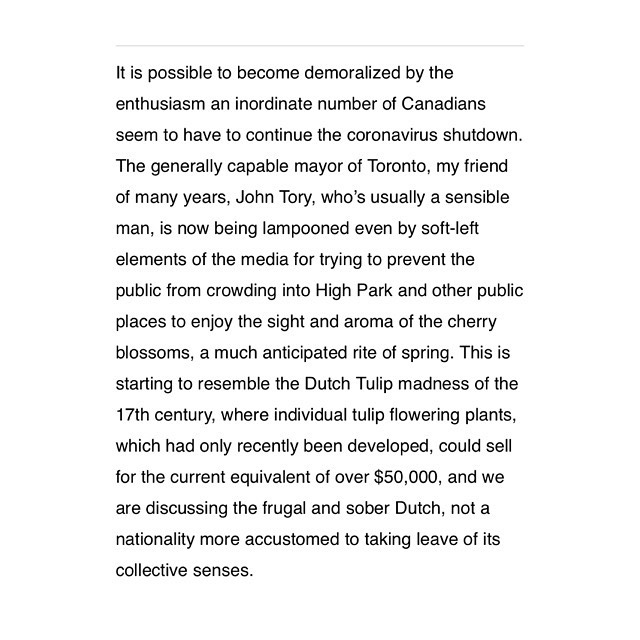 It is possible to become demoralized by the
enthusiasm an inordinate number of Canadians
seem to have to continue the coronavirus shutdown.
The generally capable mayor of Toronto, my friend
of many years, John Tory, who’s usually a sensible
man, is now being lampooned even by soft-left
elements of the media for trying to prevent the
public from crowding into High Park and other public
places to enjoy the sight and aroma of the cherry
blossoms, a much anticipated rite of spring. This is
starting to resemble the Dutch Tulip madness of the
17th century, where individual tulip flowering plants,
which had only recently been developed, could sell
for the current equivalent of over $50,000, and we
are discussing the frugal and sober Dutch, not a
nationality more accustomed to taking leave of its
collective senses.